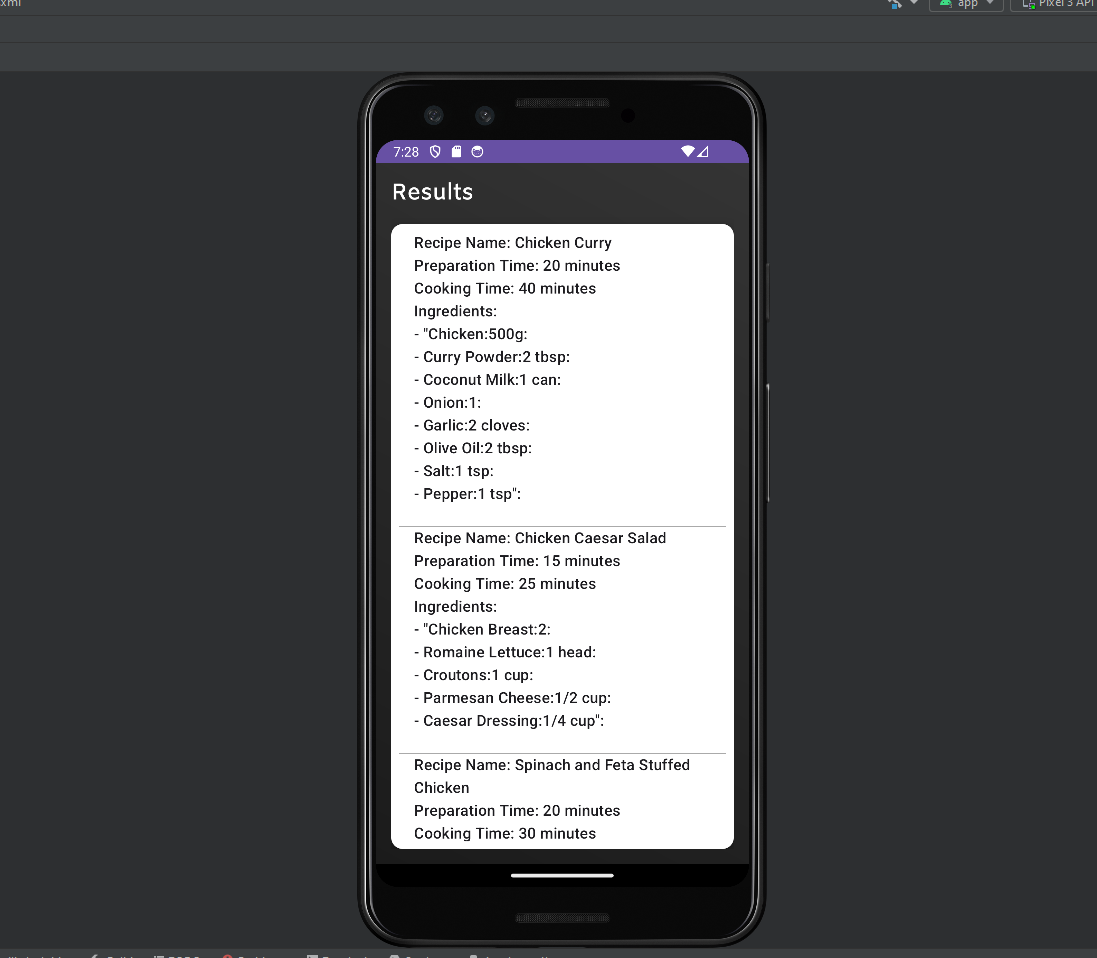 xml
app
Pixel 3 API
7:28
Results
Recipe Name: Chicken Curry
Preparation Time: 20 minutes
Cooking Time: 40 minutes
Ingredients:
- "Chicken:500g:
- Curry Powder:2 tbsp:
- Coconut Milk:1 can:
- Onion:1:
- Garlic:2 cloves:
- Olive Oil:2 tbsp:
- Salt:1 tsp:
- Pepper:1 tsp":
Recipe Name: Chicken Caesar Salad
Preparation Time: 15 minutes
Cooking Time: 25 minutes
Ingredients:
- "Chicken Breast:2:
- Romaine Lettuce:1 head:
- Croutons:1 cup:
- Parmesan Cheese:1/2 cup:
- Caesar Dressing:1/4 cup":
Recipe Name: Spinach and Feta Stuffed
Chicken
Preparation Time: 20 minutes
Cooking Time: 30 minutes